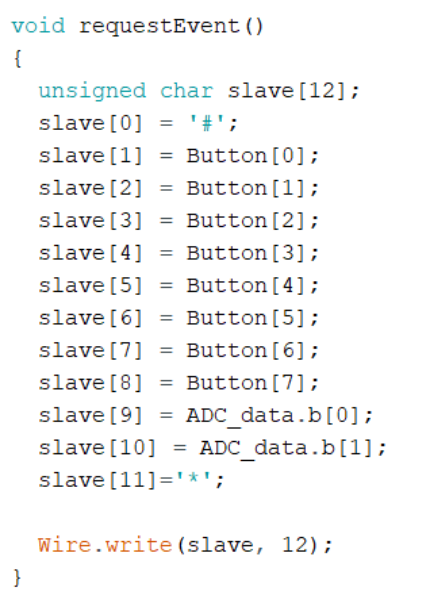 void requestEvent()
{
  unsigned char slave[12];
  slave[0] = '#';
  slave[1] = Button[0];
  slave[2] = Button[1];
  slave[3] = Button[2];
  slave[4] = Button[3];
  slave[5] = Button[4];
  slave[6] = Button[5];
  slave[7] = Button[6];
  slave[8] = Button[7];
  slave[9] = ADC_data.b[0];
  slave[10] = ADC_data.b[1];
  slave[11]='*';

  Wire.write(slave, 12);
}